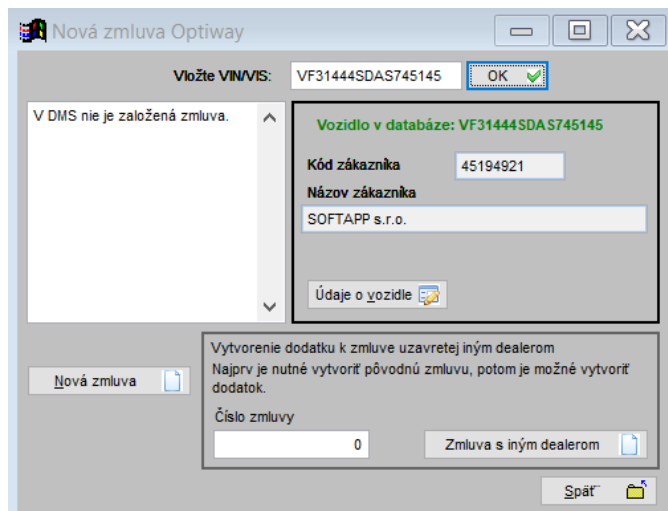 Nová zmluva Optiway
Vložte VIN/VIS: VF31444SDAS745145 OK
V DMS nie je založená zmluva.
Vozidlo v databáze: VF31444SDAS745145
Kód zákazníka 45194921
Názov zákazníka
SOFTAPP s.r.o.
Údaje o vozidle
Nová zmluva
Vytvorenie dodatku k zmluve uzavretej iným dealerom
Najprv je nutné vytvoriť pôvodnú zmluvu, potom je možné vytvoriť
dodatok.
Číslo zmluvy
0 Zmluva s iným dealerom
Späť